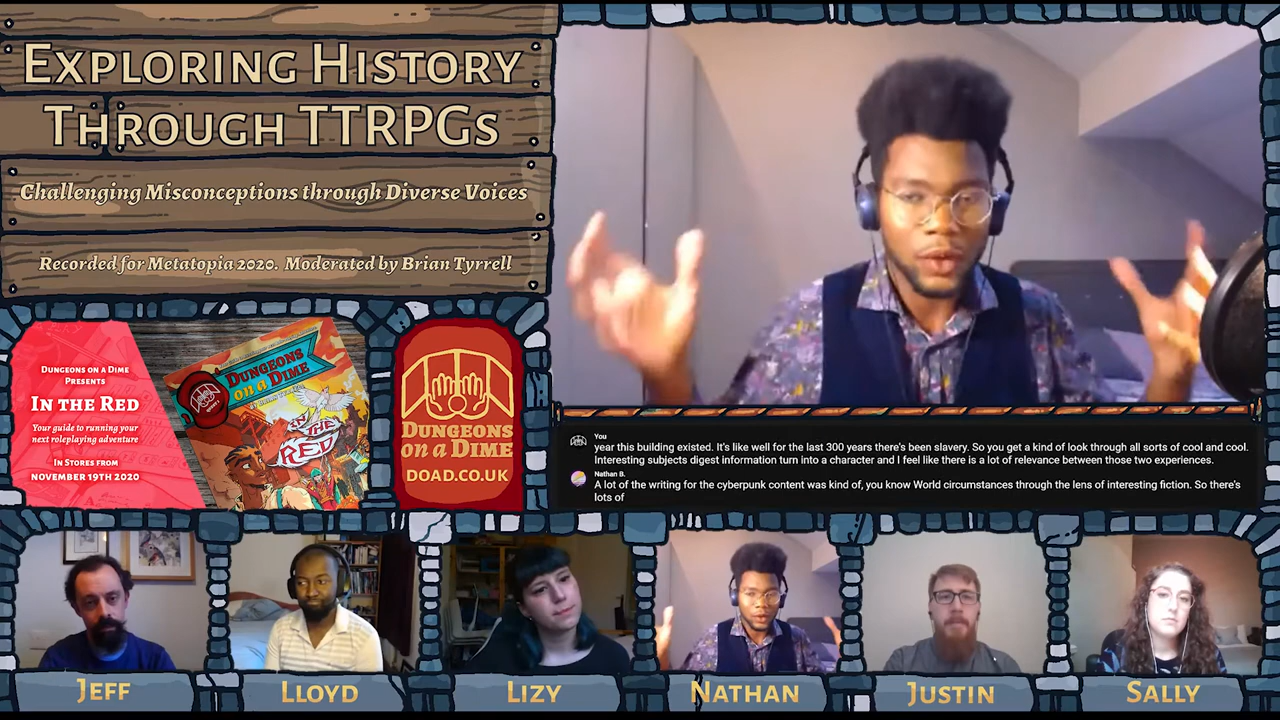 Exploring History
Through TTRPGs
Challenging Misconceptions through Diverse Voices
Recorded for Metatopia 2020. Moderated by Brian Tyrrell
Dungeons on a Dime
Presents
In the Red
Your guide to running your
next roleplaying adventure
In Stores from
November 19th 2020
Dungeons
on a Dime
By Brian Tyrrell
In the
Red
Dungeons
on a Dime
DOAD.CO.UK
You
year this building existed. It's like well for the last 300 years there's been slavery. So you get a kind of look through all sorts of cool and cool.
Interesting subjects digest information turn into a character and I feel like there is a lot of relevance between those two experiences.
Nathan B.
A lot of the writing for the cyberpunk content was kind of, you know World circumstances through the lens of interesting fiction. So there's
lots of
Jeff
Lloyd
Lizy
Nathan
Justin
Sally